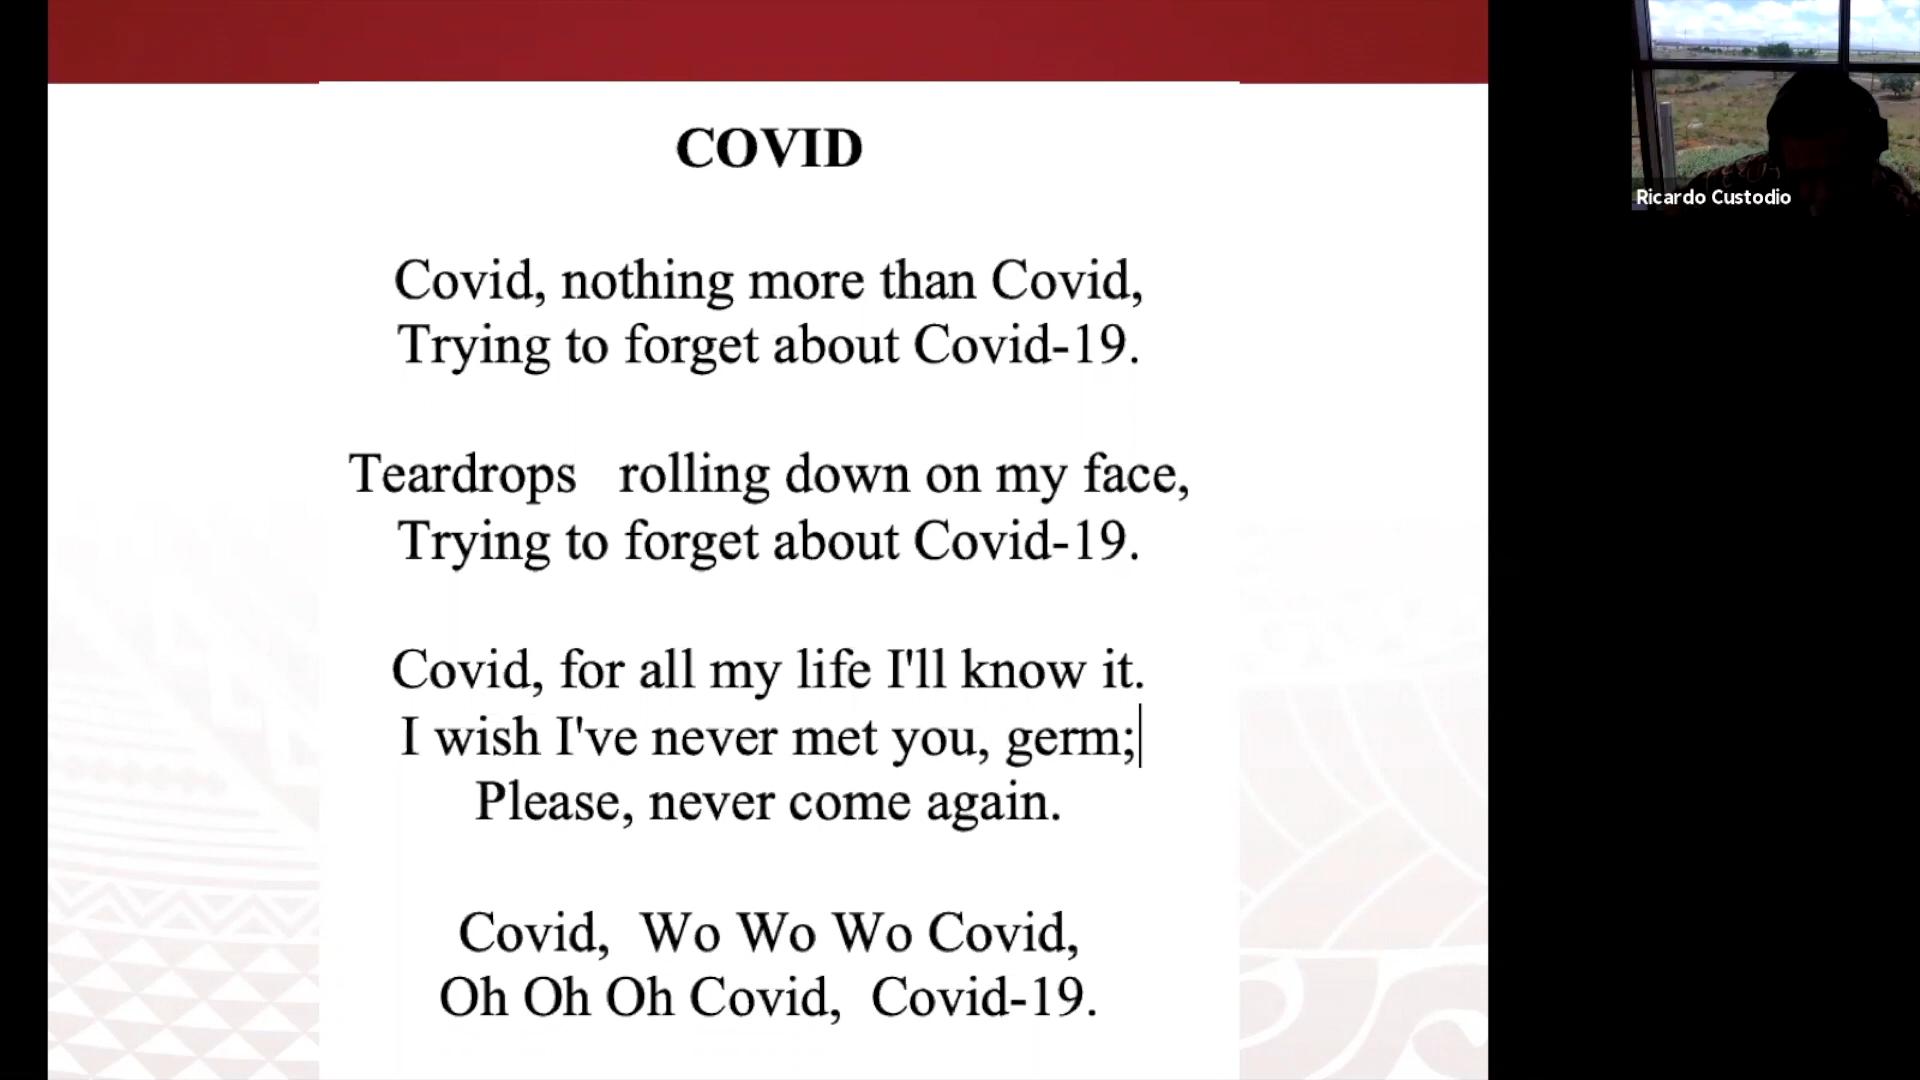 COVID
Covid, nothing more than Covid,
Trying to forget about Covid-19.
Teardrops   rolling down on my face,
Trying to forget about Covid-19.
Covid, for all my life I'll know it.
I wish I've never met you, germ;
Please, never come again.
Covid,  Wo Wo Wo Covid,
Oh Oh Oh Covid,  Covid-19.
Ricardo Custodio